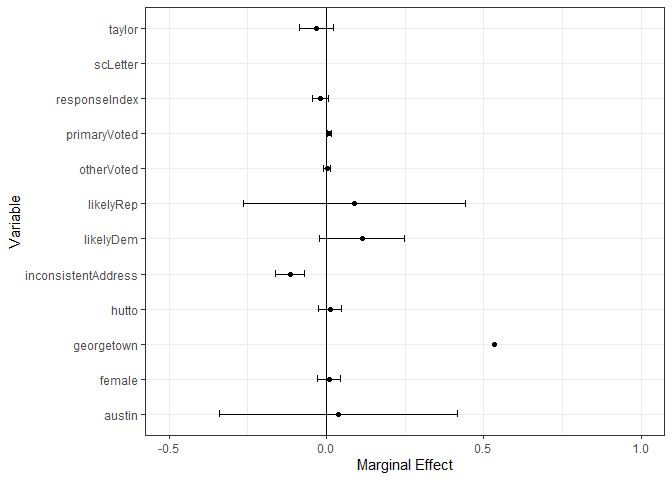 taylor
scLetter
responseIndex
primaryVoted
otherVoted
likelyRep
likelyDem
inconsistentAddress
hutto
georgetown
female
austin
Variable
-0.5 0.0 0.5 1.0
Marginal Effect